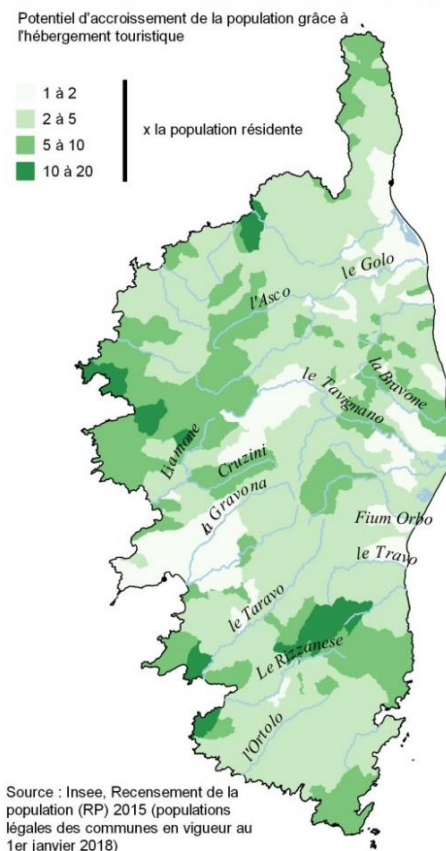 Potentiel d'accroissement de la population grâce à
l'hébergement touristique
1 à 2
2 à 5
5 à 10
10 à 20
x la population résidente
le Golo
l'Asco
la Bravone
le Tavignano
Liamone
Cruzini
la Gravona
Fium Orbo
le Travo
le Taravo
Le Rizzanese
l'Ortolo
Source : Insee, Recensement de la
population (RP) 2015 (populations
légales des communes en vigueur au
1er janvier 2018)